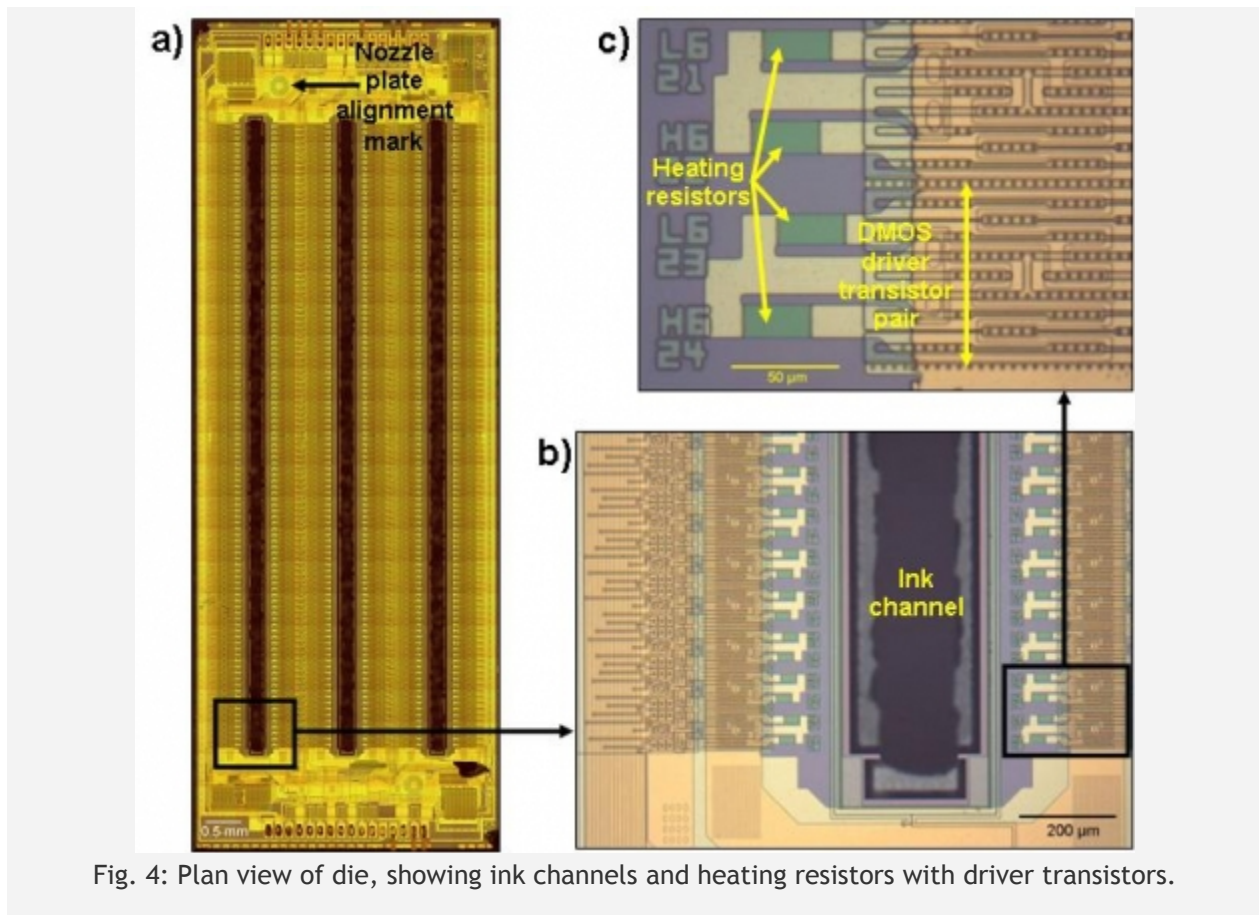 a)
Nozzle
plate
alignment
mark
0.5 mm
c)
L6
21
H6
Heating
resistors
L6
23
H6
24
DMOS
driver
transistor
pair
50 µm
b)
Ink
channel
200 µm
Fig. 4: Plan view of die, showing ink channels and heating resistors with driver transistors.